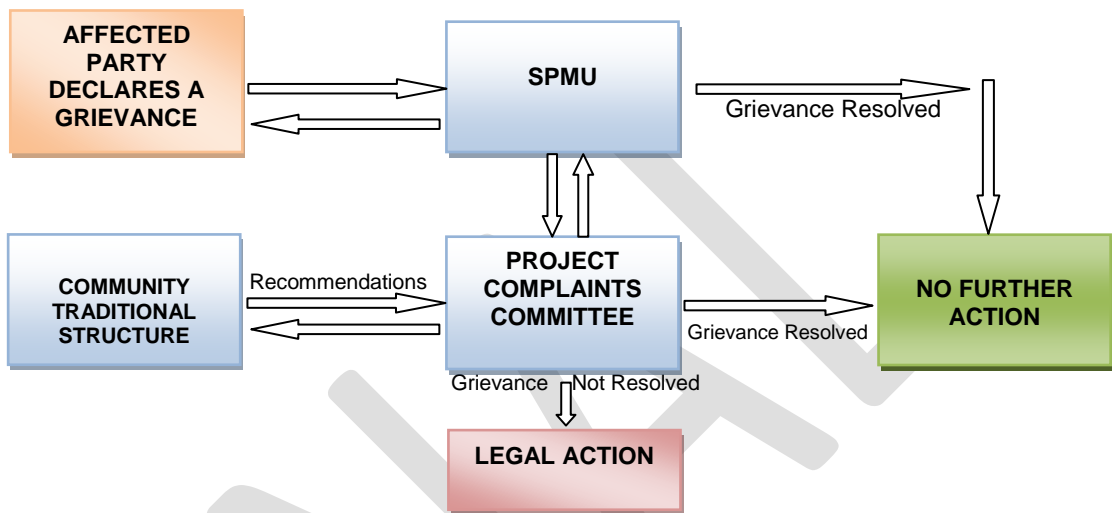 AFFECTED
PARTY
DECLARES A
GRIEVANCE
SPMU
Grievance Resolved
COMMUNITY
TRADITIONAL
STRUCTURE
Recommendations
PROJECT
COMPLAINTS
COMMITTEE
Grievance Resolved
NO FURTHER
ACTION
Grievance Not Resolved
LEGAL ACTION